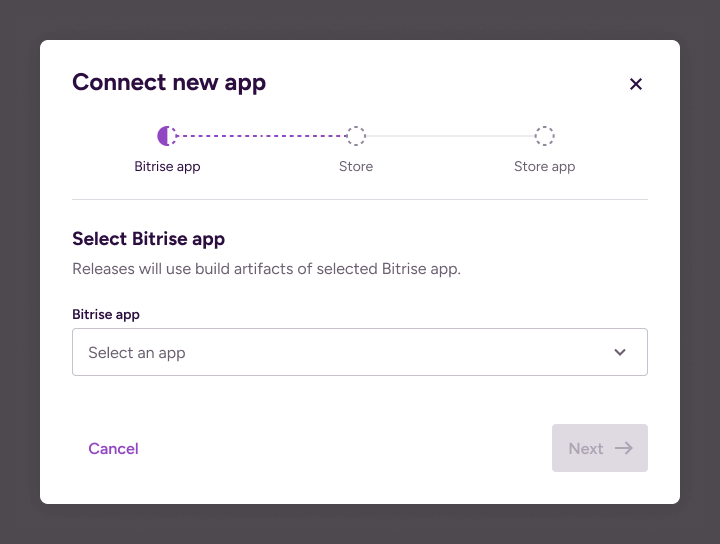 Connect new app
Bitrise app
Store
Store app
Select Bitrise app
Releases will use build artifacts of selected Bitrise app.
Bitrise app
Select an app
Cancel
Next